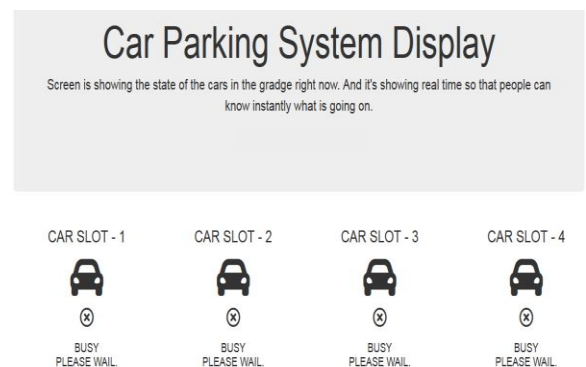 Car Parking System Display
Screen is showing the state of the cars in the gradge right now. And it's showing real time so that people can
know instantly what is going on.
CAR SLOT - 1 CAR SLOT - 2 CAR SLOT - 3 CAR SLOT - 4
BUSY BUSY BUSY BUSY
PLEASE WAIL. PLEASE WAIL. PLEASE WAIL. PLEASE WAIL.